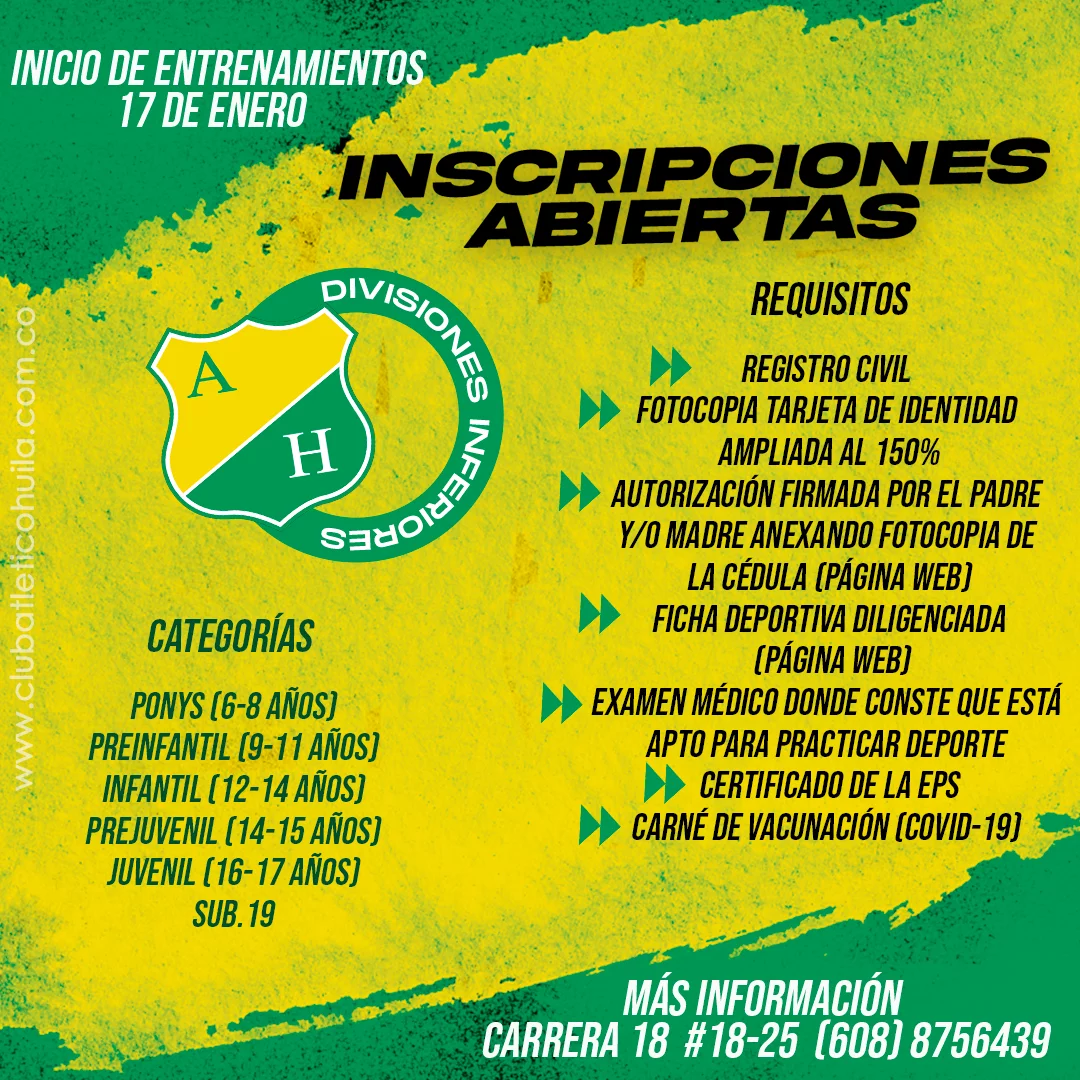 INICIO DE ENTRENAMIENTOS
17 DE ENERO
INSCRIPCIONES
ABIERTAS
DIVISIONES INFERIORES
A
H
www.clubatleticohuila.com.co
CATEGORÍAS
PONYS (6-8 AÑOS)
PREINFANTIL (9-11 AÑOS)
INFANTIL (12-14 AÑOS)
PREJUVENIL (14-15 AÑOS)
JUVENIL (16-17 AÑOS)
SUB.19
REQUISITOS
REGISTRO CIVIL
FOTOCOPIA TARJETA DE IDENTIDAD
AMPLIADA AL 150%
AUTORIZACIÓN FIRMADA POR EL PADRE
Y/O MADRE ANEXANDO FOTOCOPIA DE
LA CÉDULA (PÁGINA WEB)
FICHA DEPORTIVA DILIGENCIADA
(PÁGINA WEB)
EXAMEN MÉDICO DONDE CONSTE QUE ESTÁ
APTO PARA PRACTICAR DEPORTE
CERTIFICADO DE LA EPS
CARNÉ DE VACUNACIÓN (COVID-19)
MÁS INFORMACIÓN
CARRERA 18 #18-25 (608) 8756439